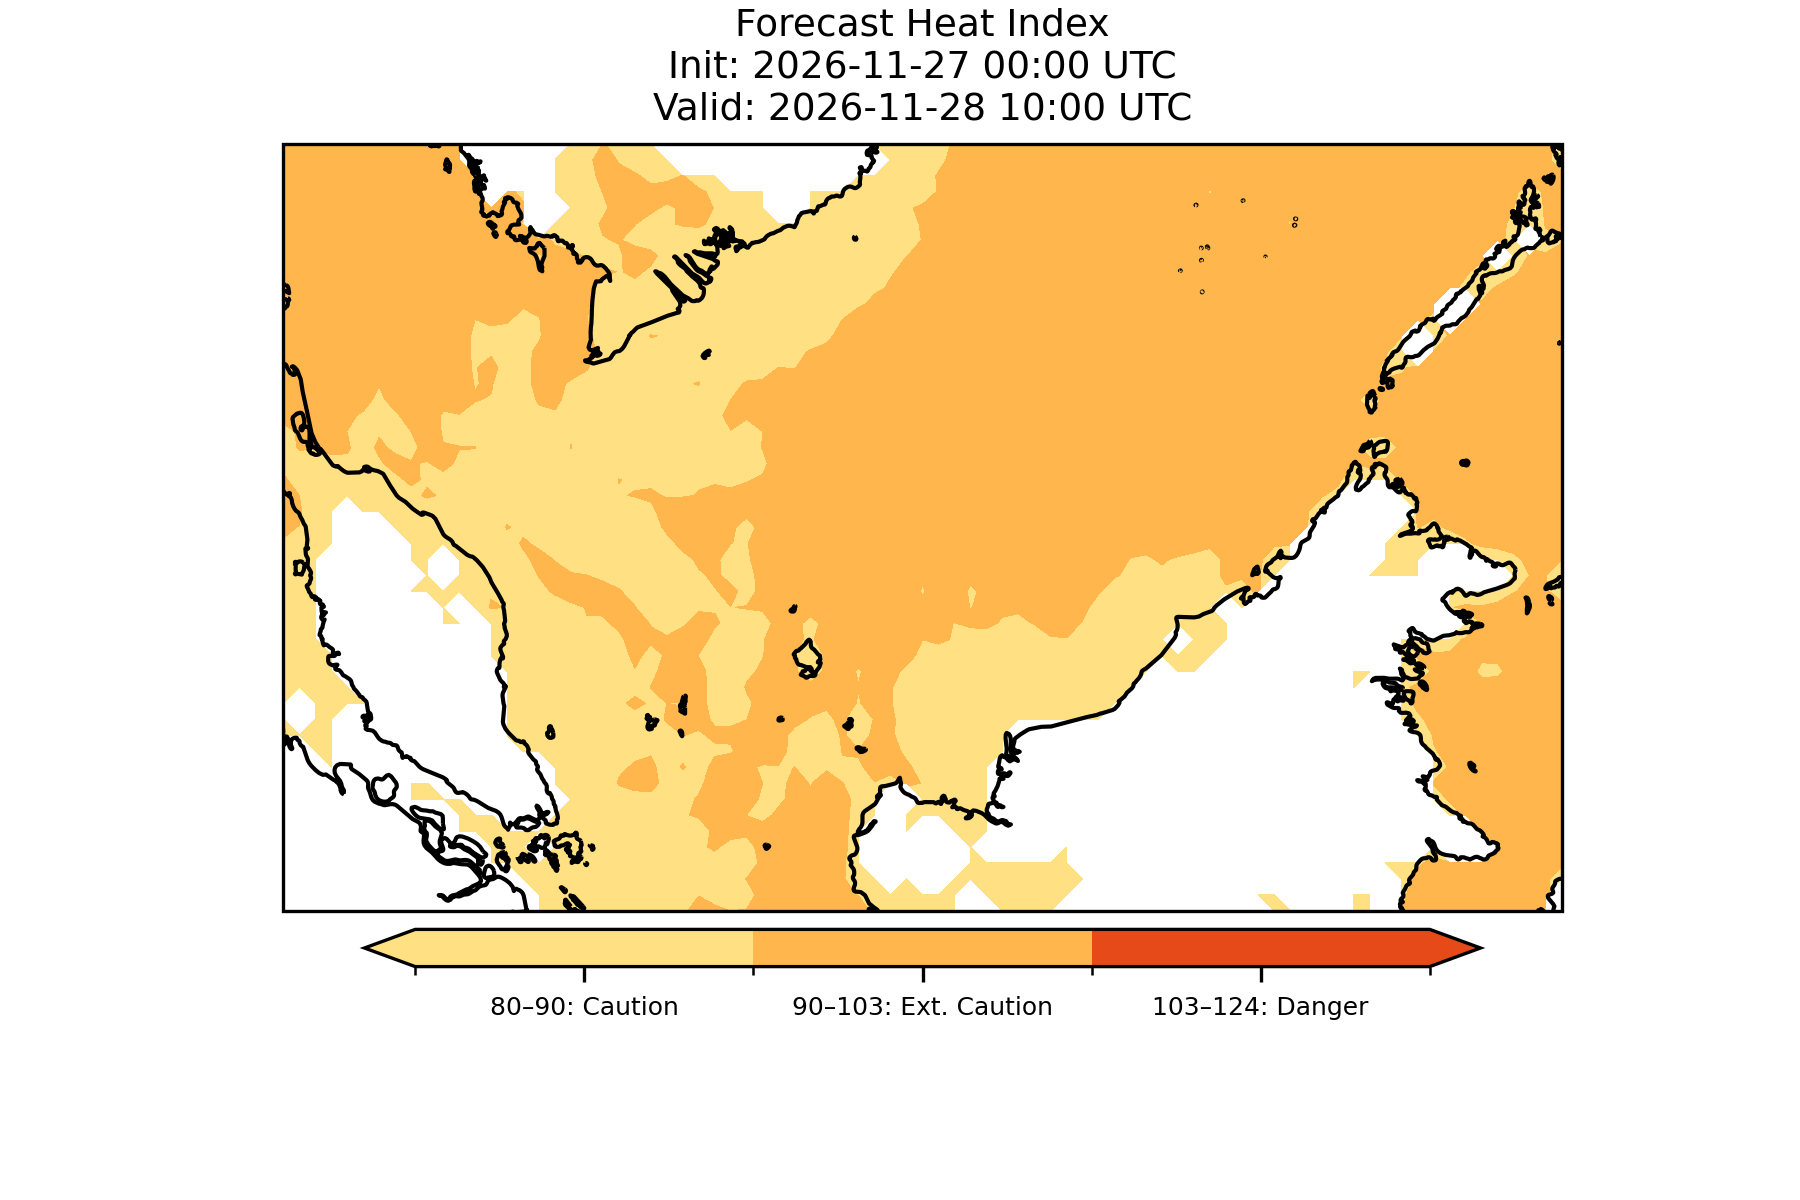 Forecast Heat Index
Init: 2026-11-27 00:00 UTC
Valid: 2026-11-28 10:00 UTC
80–90: Caution
90–103: Ext. Caution
103–124: Danger